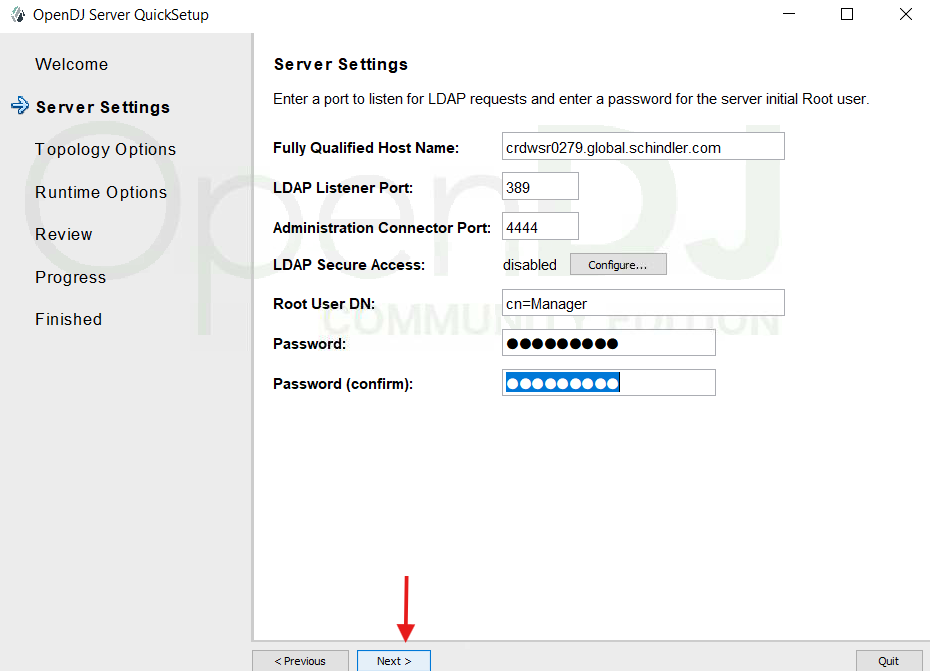 OpenDJ Server QuickSetup
Welcome
Server Settings
Topology Options
Runtime Options
Review
Progress
Finished
OpenDJ
COMMUNITY EDITION
Server Settings
Enter a port to listen for LDAP requests and enter a password for the server initial Root user.
Fully Qualified Host Name: crdwsr0279.global.schindler.com
LDAP Listener Port: 389
Administration Connector Port: 4444
LDAP Secure Access: disabled Configure...
Root User DN: cn=Manager
Password: ●●●●●●●●●
Password (confirm): ●●●●●●●●●
< Previous Next > Quit